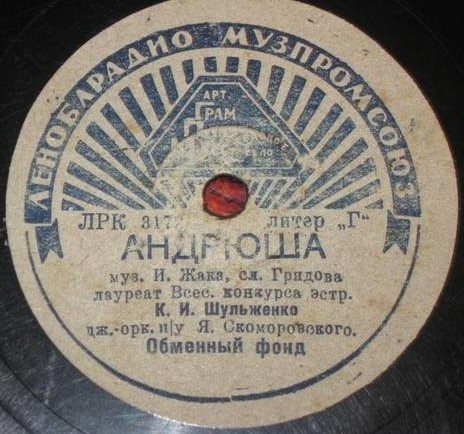 ЛЕНОБЛРАДИО МУЗПРОМСОЮЗ
АРТ.
ГРАМ
ДЕЛО
ЛРК литер „Г"
АНДРЮША
муз. И. Жака, сл. Гридова
лауреат Всес. конкурса эстр.
К. И. Шульженко
дж.-орк. п|у Я. Скоморовского.
Обменный фонд